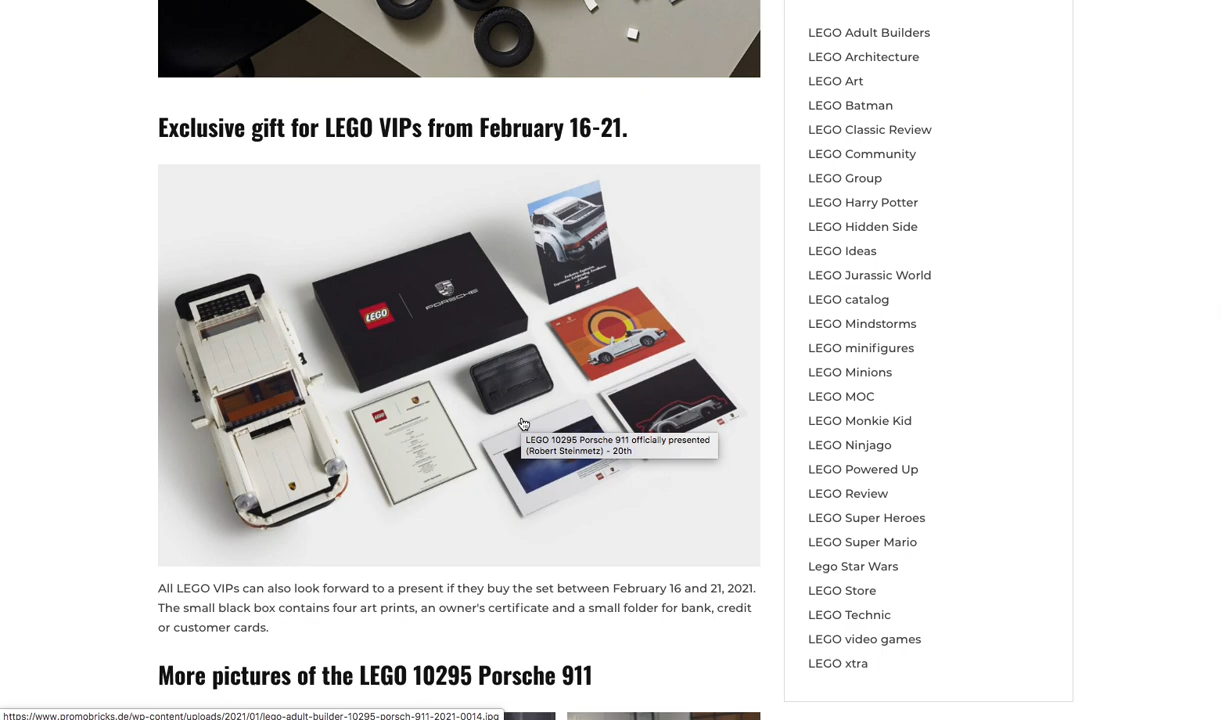 Exclusive gift for LEGO VIPs from February 16-21.
LEGO
PORSCHE
LEGO 10295 Porsche 911 officially presented
(Robert Steinmetz) - 20th
All LEGO VIPs can also look forward to a present if they buy the set between February 16 and 21, 2021.
The small black box contains four art prints, an owner's certificate and a small folder for bank, credit
or customer cards.
More pictures of the LEGO 10295 Porsche 911
https://www.promobricks.de/wp-content/uploads/2021/01/lego-adult-builder-10295-porsch-911-2021-0014.jpg
LEGO Adult Builders
LEGO Architecture
LEGO Art
LEGO Batman
LEGO Classic Review
LEGO Community
LEGO Group
LEGO Harry Potter
LEGO Hidden Side
LEGO Ideas
LEGO Jurassic World
LEGO catalog
LEGO Mindstorms
LEGO minifigures
LEGO Minions
LEGO MOC
LEGO Monkie Kid
LEGO Ninjago
LEGO Powered Up
LEGO Review
LEGO Super Heroes
LEGO Super Mario
Lego Star Wars
LEGO Store
LEGO Technic
LEGO video games
LEGO xtra